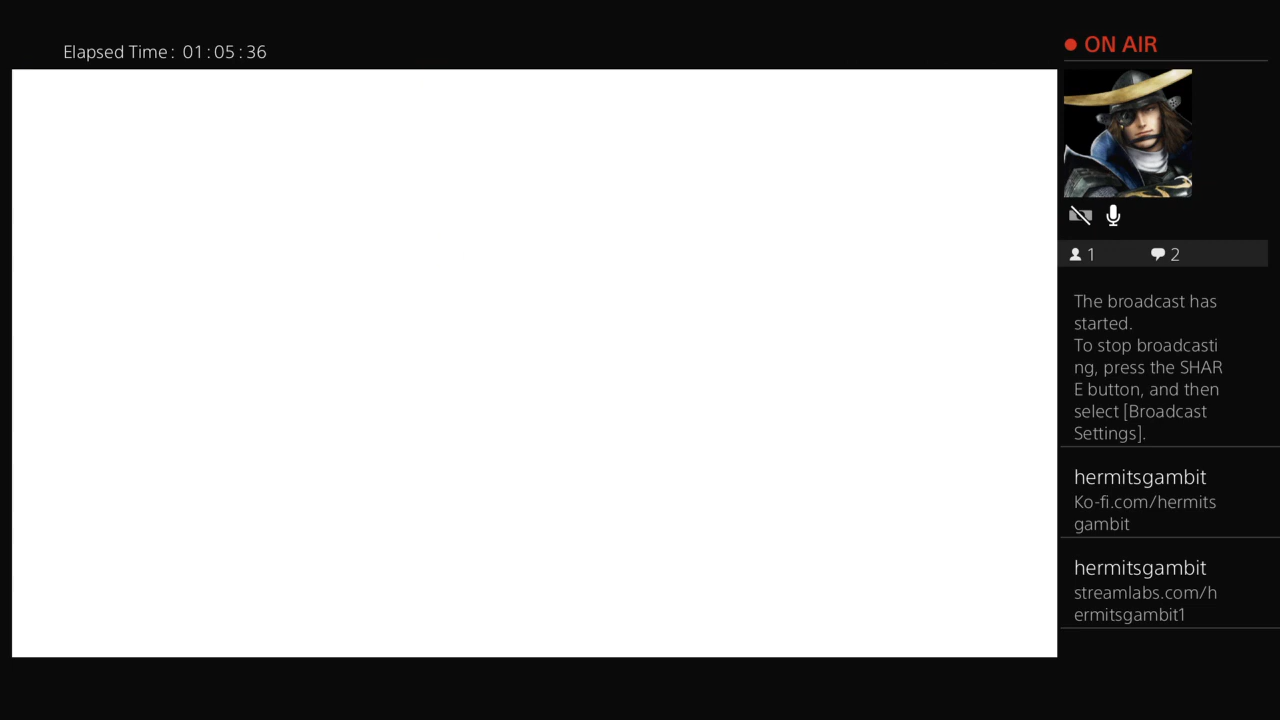 Elapsed Time: 01:05:36
ON AIR
1 2
The broadcast has
started.
To stop broadcasti
ng, press the SHAR
E button, and then
select [Broadcast
Settings].
hermitsgambit
Ko-fi.com/hermits
gambit
hermitsgambit
streamlabs.com/h
ermitsgambit1